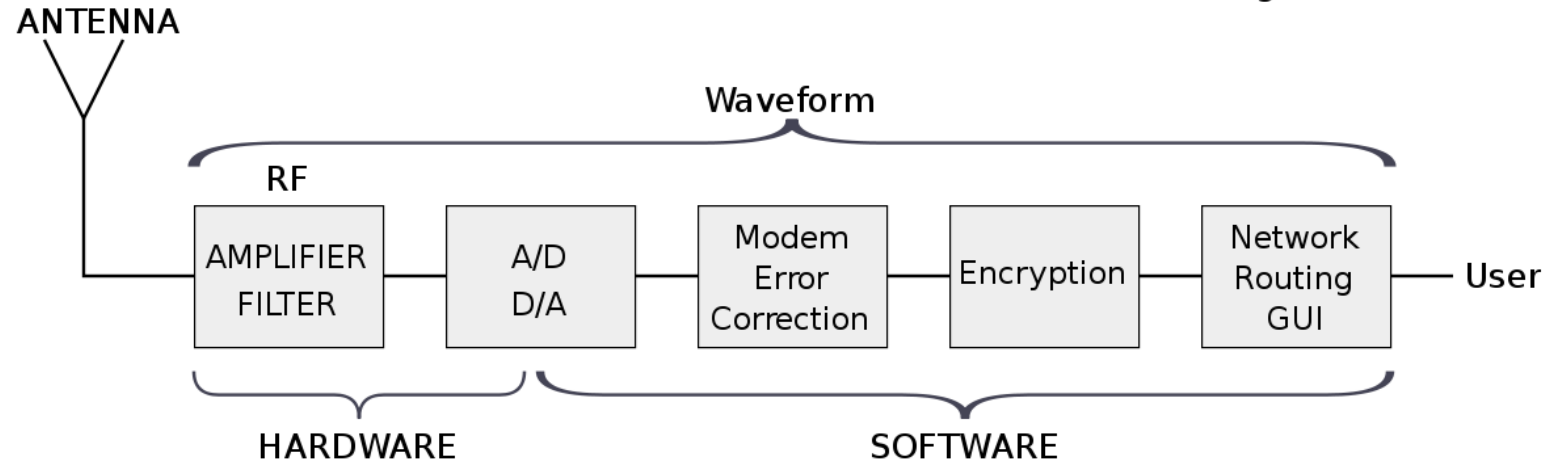 ANTENNA
Waveform
RF
AMPLIFIER
FILTER
A/D
D/A
Modem
Error
Correction
Encryption
Network
Routing
GUI
User
HARDWARE
SOFTWARE